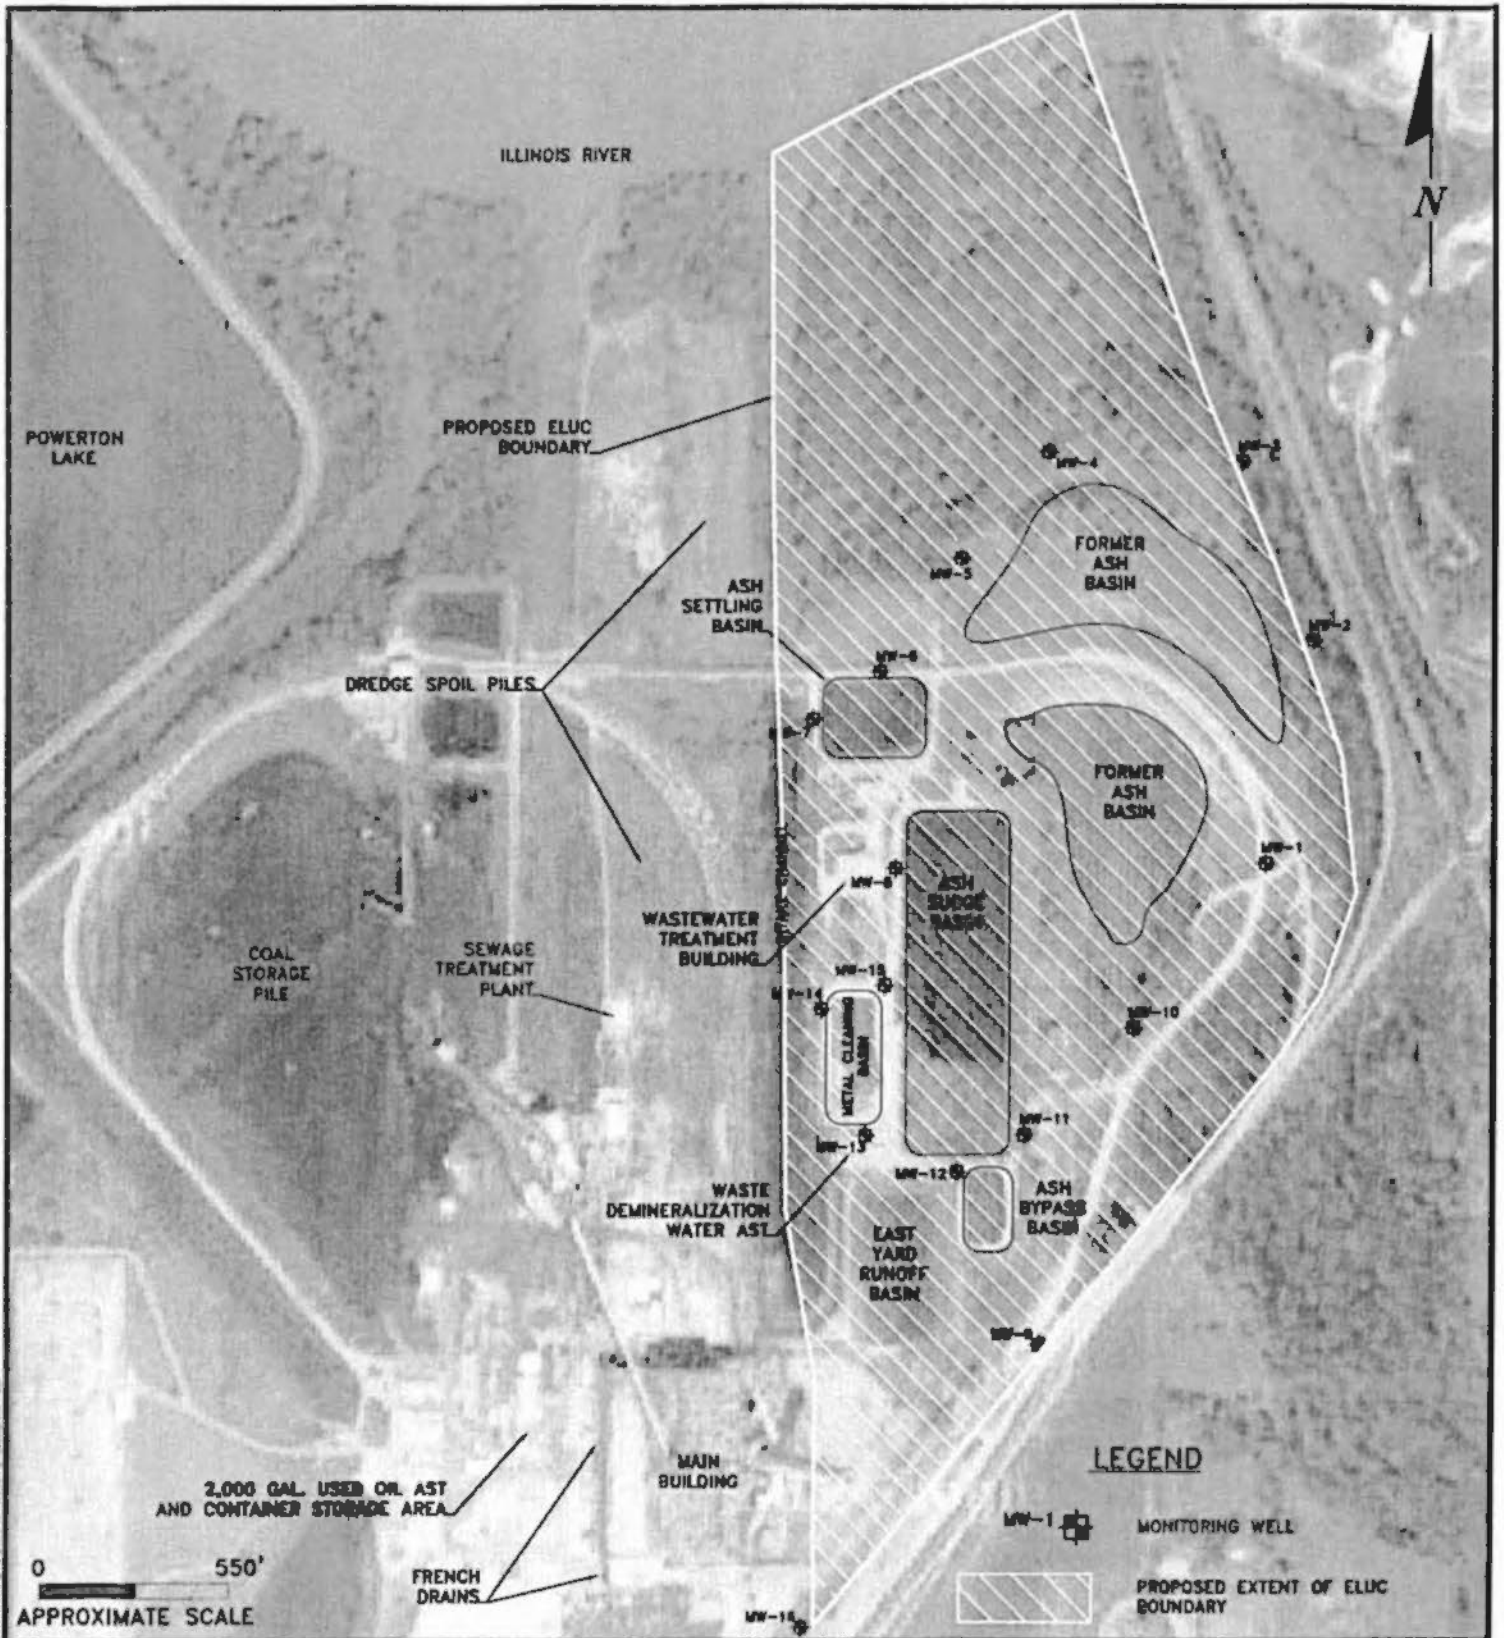 ILLINOIS RIVER
N
POWERTON
LAKE
PROPOSED ELUC
BOUNDARY
MW-4
FORMER
ASH
BASIN
MW-5
ASH
SETTLING
BASIN
MW-2
MW-6
DREDGE SPOIL PILES
FORMER
ASH
BASIN
MW-1
MW-8
ASH
SUDGE
BASIN
WASTEWATER
TREATMENT
BUILDING
COAL
STORAGE
PILE
SEWAGE
TREATMENT
PLANT
MW-15
MW-14
METAL CLEANING
BASIN
MW-10
MW-11
MW-13
MW-12
WASTE
DEMINERALIZATION
WATER AST
ASH
BYPASS
BASIN
EAST
YARD
RUNOFF
BASIN
MW-9
MAIN
BUILDING
2,000 GAL. USED OIL AST
AND CONTAINER STORAGE AREA
FRENCH
DRAINS
0 550'
APPROXIMATE SCALE
LEGEND
MW-1
MONITORING WELL
PROPOSED EXTENT OF ELUC
BOUNDARY
MW-16